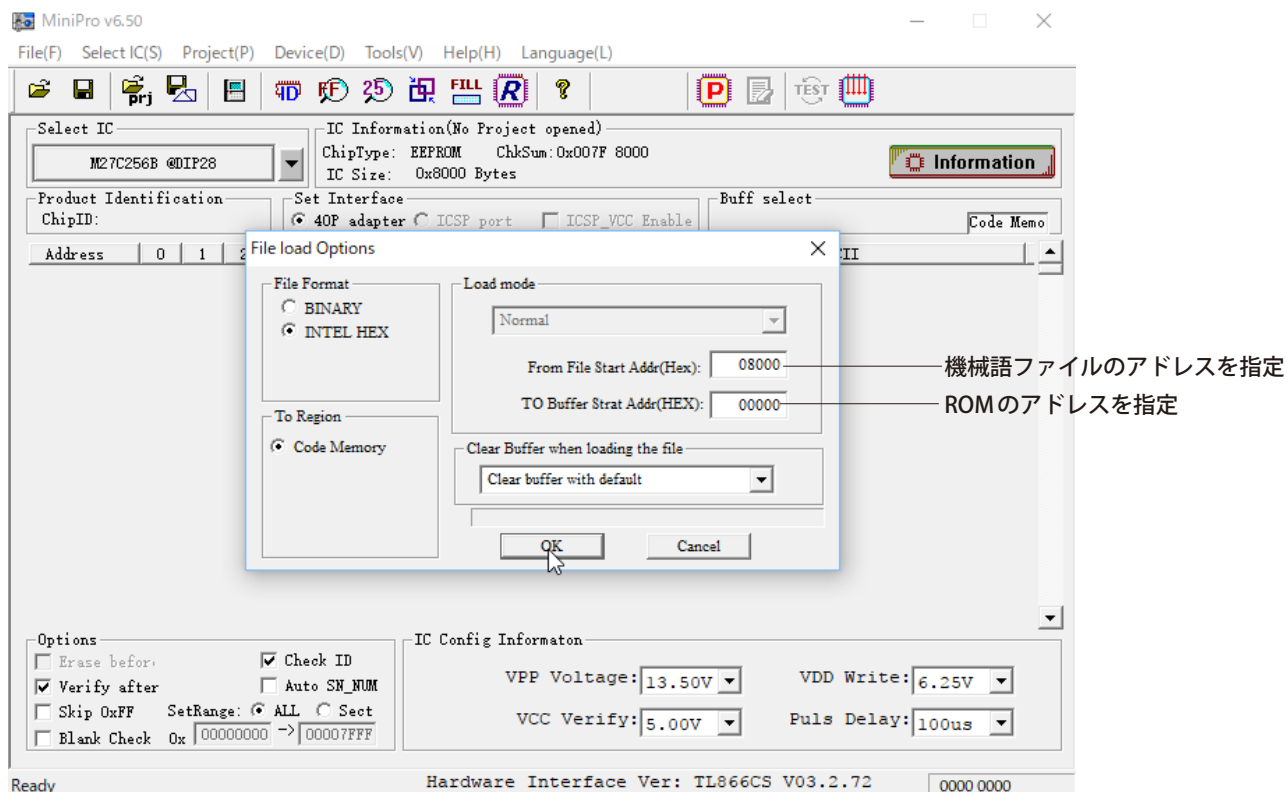 MiniPro v6.50
File(F) Select IC(S) Project(P) Device(D) Tools(V) Help(H) Language(L)
prj
FILL
R
P
TEST
Select IC
M27C256B @DIP28
IC Information(No Project opened)
ChipType: EEPROM ChkSum:0x007F 8000
IC Size: 0x8000 Bytes
Information
Product Identification
ChipID:
Set Interface
40P adapter ICSP port ICSP_VCC Enable
Buff select
Code Memo
Address 0 1 2
File load Options
File Format
BINARY
INTEL HEX
To Region
Code Memory
Load mode
Normal
From File Start Addr(Hex): 08000
機械語ファイルのアドレスを指定
TO Buffer Strat Addr(HEX): 00000
ROMのアドレスを指定
Clear Buffer when loading the file
Clear buffer with default
OK Cancel
Options
Erase befor
Check ID
Verify after
Auto SN_NUM
Skip 0xFF SetRange: ALL Sect
Blank Check 0x 00000000 -> 00007FFF
IC Config Informaton
VPP Voltage: 13.50V VDD Write: 6.25V
VCC Verify: 5.00V Puls Delay: 100us
Ready Hardware Interface Ver: TL866CS V03.2.72 0000 0000